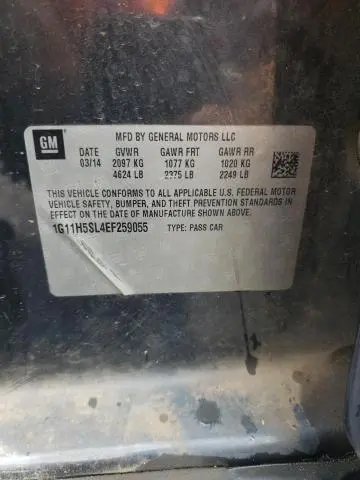 GM
MFD BY GENERAL MOTORS LLC
DATE GVWR GAWR FRT GAWR RR
03/14 2097 KG 1077 KG 1020 KG
4624 LB 2375 LB 2249 LB
THIS VEHICLE CONFORMS TO ALL APPLICABLE U.S. FEDERAL MOTOR
VEHICLE SAFETY, BUMPER, AND THEFT PREVENTION STANDARDS
IN EFFECT ON THE DATE OF MANUFACTURE SHOWN ABOVE.
1G11H5SL4EF259055 TYPE: PASS CAR